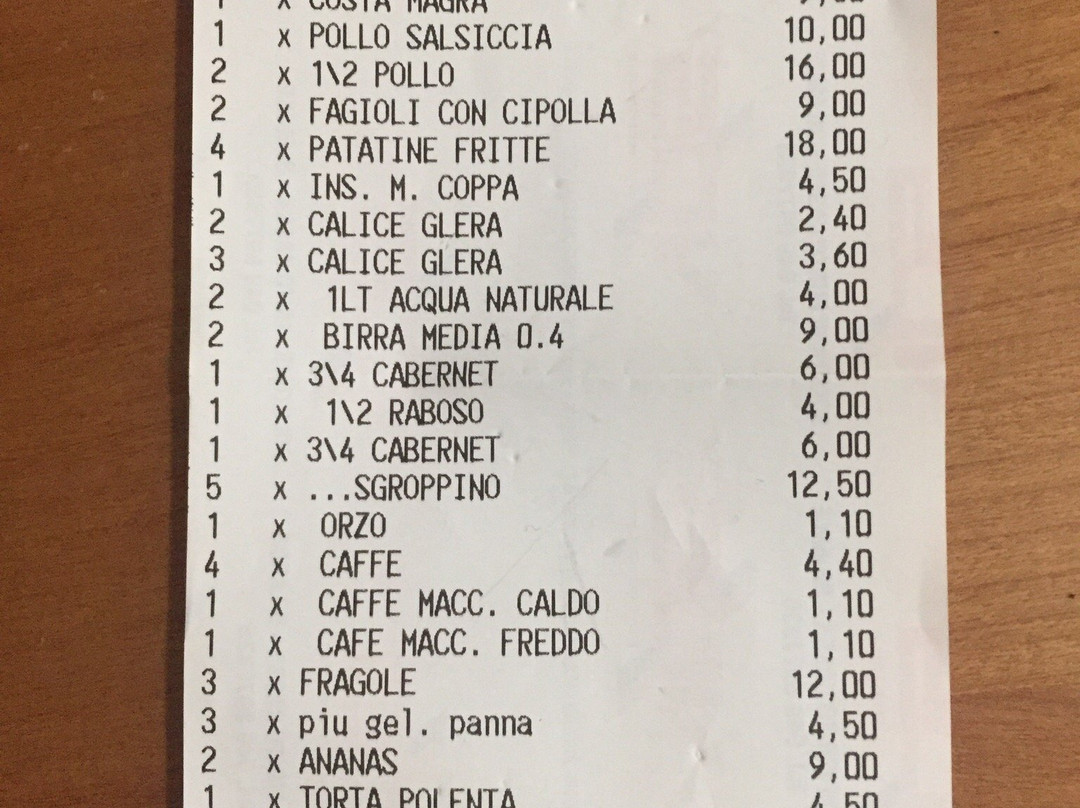 1 x COSTA MAGRA
1 x POLLO SALSICCIA 10,00
2 x 1\2 POLLO 16,00
2 x FAGIOLI CON CIPOLLA 9,00
4 x PATATINE FRITTE 18,00
1 x INS. M. COPPA 4,50
2 x CALICE GLERA 2,40
3 x CALICE GLERA 3,60
2 x 1LT ACQUA NATURALE 4,00
2 x BIRRA MEDIA 0.4 9,00
1 x 3\4 CABERNET 6,00
1 x 1\2 RABOSO 4,00
1 x 3\4 CABERNET 6,00
5 x ...SGROPPINO 12,50
1 x ORZO 1,10
4 x CAFFE 4,40
1 x CAFFE MACC. CALDO 1,10
1 x CAFE MACC. FREDDO 1,10
3 x FRAGOLE 12,00
3 x piu gel. panna 4,50
2 x ANANAS 9,00
1 x TORTA POLENTA 4,50